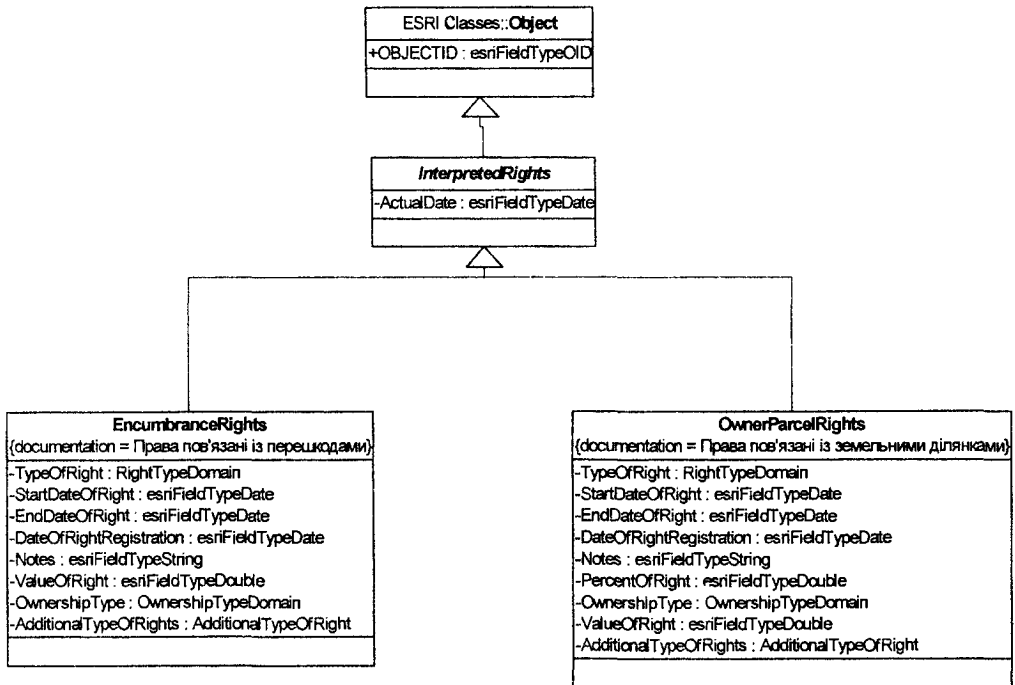 ESRI Classes::Object
+OBJECTID : esriFieldTypeOID
InterpretedRights
-ActualDate : esriFieldTypeDate
EncumbranceRights
{documentation = Права пов'язані із перешкодами}
-TypeOfRight : RightTypeDomain
-StartDateOfRight : esriFieldTypeDate
-EndDateOfRight : esriFieldTypeDate
-DateOfRightRegistration : esriFieldTypeDate
-Notes : esriFieldTypeString
-ValueOfRight : esriFieldTypeDouble
-OwnershipType : OwnershipTypeDomain
-AdditionalTypeOfRights : AdditionalTypeOfRight
OwnerParcelRights
{documentation = Права пов'язані із земельними ділянками}
-TypeOfRight : RightTypeDomain
-StartDateOfRight : esriFieldTypeDate
-EndDateOfRight : esriFieldTypeDate
-DateOfRightRegistration : esriFieldTypeDate
-Notes : esriFieldTypeString
-PercentOfRight : esriFieldTypeDouble
-OwnershipType : OwnershipTypeDomain
-ValueOfRight : esriFieldTypeDouble
-AdditionalTypeOfRights : AdditionalTypeOfRight